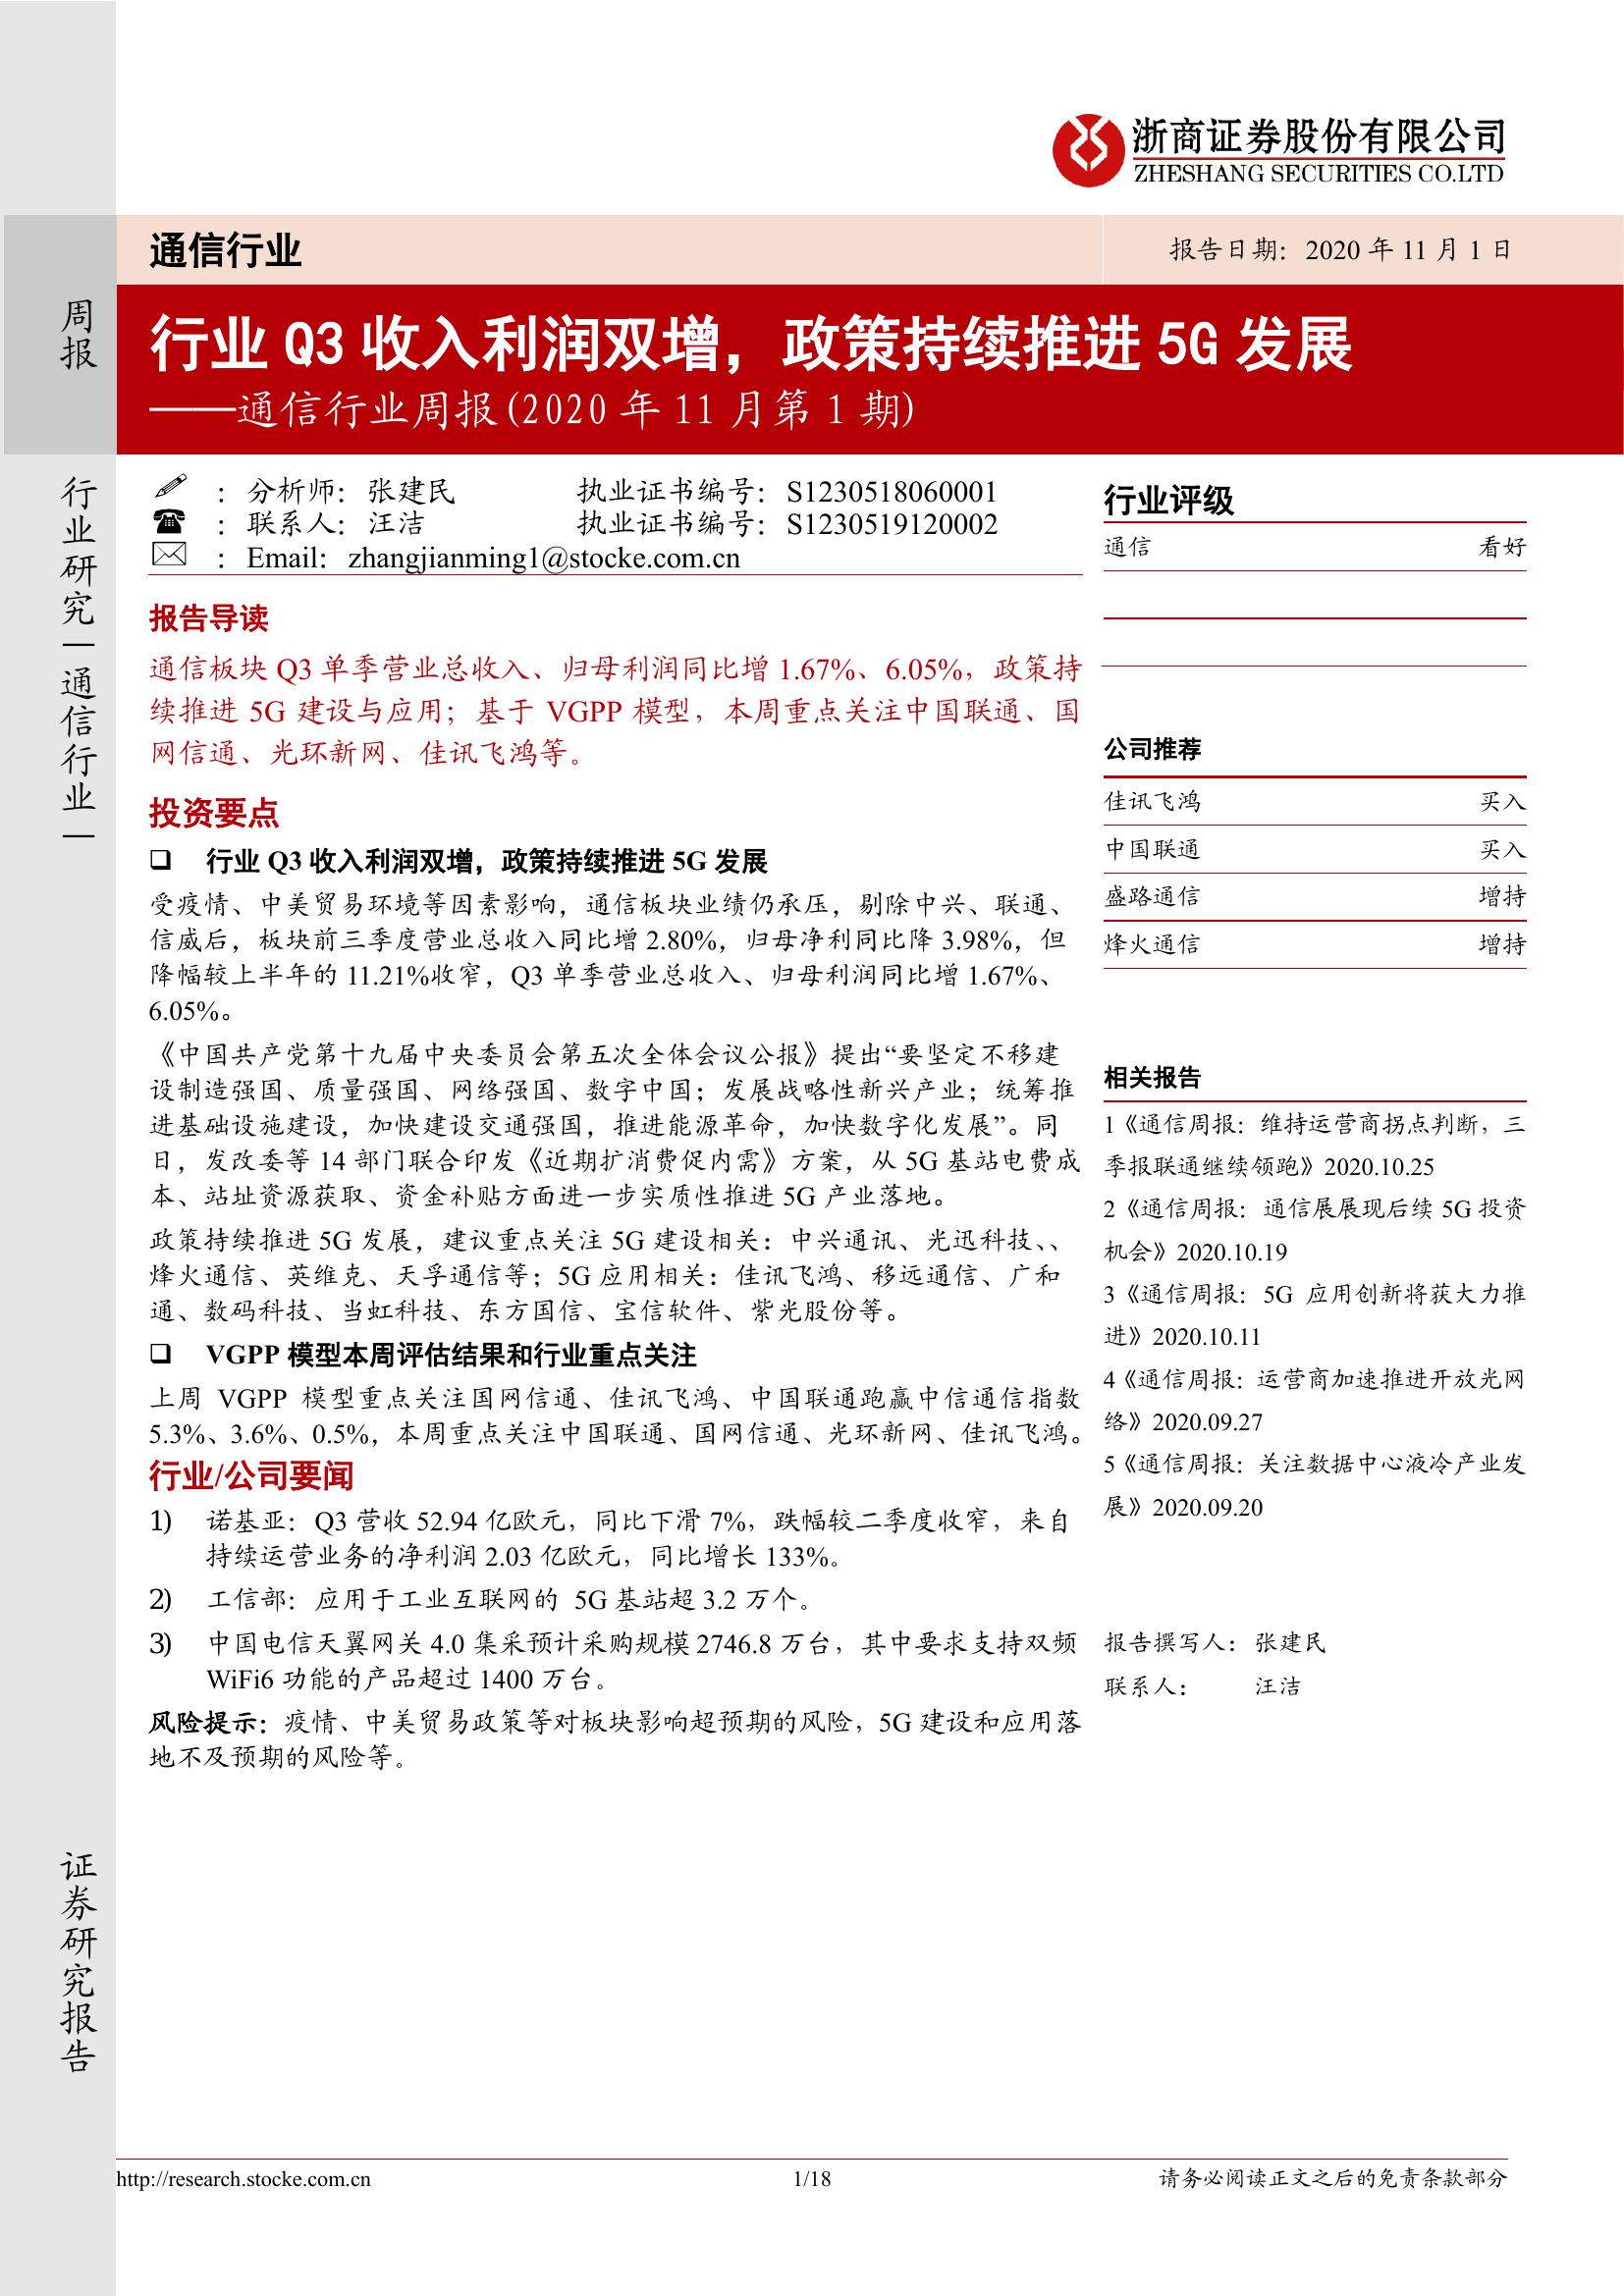 浙商证券股份有限公司
ZHESHANG SECURITIES CO.LTD
通信行业
报告日期：2020 年 11 月 1 日
周报
行业研究|通信行业|
证券研究报告
行业 Q3 收入利润双增，政策持续推进 5G 发展
——通信行业周报(2020 年 11 月第 1 期)
：分析师：张建民 执业证书编号：S1230518060001
：联系人：汪洁 执业证书编号：S1230519120002
：Email：zhangjianming1@stocke.com.cn
报告导读
通信板块 Q3 单季营业总收入、归母利润同比增 1.67%、6.05%，政策持
续推进 5G 建设与应用；基于 VGPP 模型，本周重点关注中国联通、国
网信通、光环新网、佳讯飞鸿等。
投资要点
❑ 行业 Q3 收入利润双增，政策持续推进 5G 发展
受疫情、中美贸易环境等因素影响，通信板块业绩仍承压，剔除中兴、联通、
信威后，板块前三季度营业总收入同比增 2.80%，归母净利同比降 3.98%，但
降幅较上半年的 11.21%收窄，Q3 单季营业总收入、归母利润同比增 1.67%、
6.05%。
《中国共产党第十九届中央委员会第五次全体会议公报》提出“要坚定不移建
设制造强国、质量强国、网络强国、数字中国；发展战略性新兴产业；统筹推
进基础设施建设，加快建设交通强国，推进能源革命，加快数字化发展”。同
日，发改委等 14 部门联合印发《近期扩消费促内需》方案，从 5G 基站电费成
本、站址资源获取、资金补贴方面进一步实质性推进 5G 产业落地。
政策持续推进 5G 发展，建议重点关注 5G 建设相关：中兴通讯、光迅科技、、
烽火通信、英维克、天孚通信等；5G 应用相关：佳讯飞鸿、移远通信、广和
通、数码科技、当虹科技、东方国信、宝信软件、紫光股份等。
❑ VGPP 模型本周评估结果和行业重点关注
上周 VGPP 模型重点关注国网信通、佳讯飞鸿、中国联通跑赢中信通信指数
5.3%、3.6%、0.5%，本周重点关注中国联通、国网信通、光环新网、佳讯飞鸿。
行业/公司要闻
1) 诺基亚：Q3 营收 52.94 亿欧元，同比下滑 7%，跌幅较二季度收窄，来自
持续运营业务的净利润 2.03 亿欧元，同比增长 133%。
2) 工信部：应用于工业互联网的 5G 基站超 3.2 万个。
3) 中国电信天翼网关 4.0 集采预计采购规模 2746.8 万台，其中要求支持双频
WiFi6 功能的产品超过 1400 万台。
风险提示：疫情、中美贸易政策等对板块影响超预期的风险，5G 建设和应用落
地不及预期的风险等。
行业评级
通信 看好
公司推荐
佳讯飞鸿 买入
中国联通 买入
盛路通信 增持
烽火通信 增持
相关报告
1《通信周报：维持运营商拐点判断，三
季报联通继续领跑》2020.10.25
2《通信周报：通信展展现后续 5G 投资
机会》2020.10.19
3《通信周报：5G 应用创新将获大力推
进》2020.10.11
4《通信周报：运营商加速推进开放光网
络》2020.09.27
5《通信周报：关注数据中心液冷产业发
展》2020.09.20
报告撰写人：张建民
联系人： 汪洁
http://research.stocke.com.cn 1/18 请务必阅读正文之后的免责条款部分